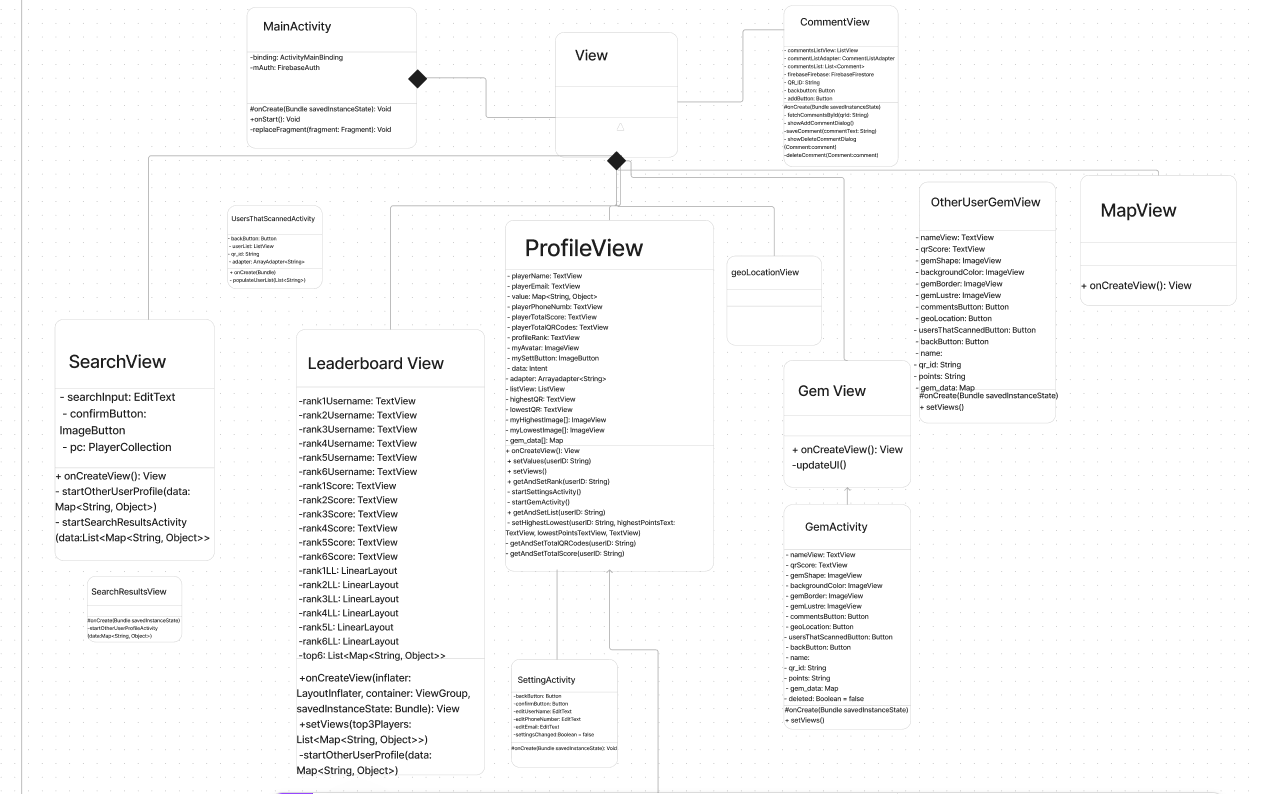 MainActivity
-binding: ActivityMainBinding
-mAuth: FirebaseAuth
#onCreate(Bundle savedInstanceState): Void
+onStart(): Void
-replaceFragment(fragment: Fragment): Void
View
CommentView
- commentsListView: ListView
- commentListAdapter: CommentListAdapter
- commentsList: List<Comment>
- firebaseFirebase: FirebaseFirestore
- QR_ID: String
- backbutton: Button
- addButton: Button
#onCreate(Bundle savedInstanceState)
- fetchCommentsById(qrId: String)
- showAddCommentDialog()
-saveComment(commentText: String)
- showDeleteCommentDialog
(Comment:comment)
-deleteComment(Comment:comment)
UsersThatScannedActivity
- backButton: Button
- userList: ListView
- qr_id: String
- adapter: ArrayAdapter<String>
+ onCreate(Bundle)
- populateUserList(List<String>)
ProfileView
- playerName: TextView
- playerEmail: TextView
- value: Map<String, Object>
- playerPhoneNumb: TextView
- playerTotalScore: TextView
- playerTotalQRCodes: TextView
- profileRank: TextView
- myAvatar: ImageView
- mySettButton: ImageButton
- data: Intent
- adapter: Arrayadapter<String>
- listView: ListView
- highestQR: TextView
- lowestQR: TextView
- myHighestImage[]: ImageView
- myLowestImage[]: ImageView
- gem_data[]: Map
+ onCreateView(): View
+ setValues(userID: String)
+ setViews()
+ getAndSetRank(userID: String)
- startSettingsActivity()
- startGemActivity()
+ getAndSetList(userID: String)
- setHighestLowest(userID: String, highestPointsText:
TextView, lowestPointsTextView, TextView)
- getAndSetTotalQRCodes(userID: String)
- getAndSetTotalScore(userID: String)
geoLocationView
OtherUserGemView
- nameView: TextView
- qrScore: TextView
- gemShape: ImageView
- backgroundColor: ImageView
- gemBorder: ImageView
- gemLustre: ImageView
- commentsButton: Button
- geoLocation: Button
- usersThatScannedButton: Button
- backButton: Button
- name:
- qr_id: String
- points: String
- gem_data: Map
#onCreate(Bundle savedInstanceState)
+ setViews()
MapView
+ onCreateView(): View
SearchView
- searchInput: EditText
- confirmButton:
ImageButton
- pc: PlayerCollection
+ onCreateView(): View
- startOtherUserProfile(data:
Map<String, Object>)
- startSearchResultsActivity
(data:List<Map<String, Object>>
SearchResultsView
#onCreate(Bundle savedInstanceState)
-startOtherUserProfileActivity
(date:Map<String, Object>)
Leaderboard View
-rank1Username: TextView
-rank2Username: TextView
-rank3Username: TextView
-rank4Username: TextView
-rank5Username: TextView
-rank6Username: TextView
-rank1Score: TextView
-rank2Score: TextView
-rank3Score: TextView
-rank4Score: TextView
-rank5Score: TextView
-rank6Score: TextView
-rank1LL: LinearLayout
-rank2LL: LinearLayout
-rank3LL: LinearLayout
-rank4LL: LinearLayout
-rank5L: LinearLayout
-rank6LL: LinearLayout
-top6: List<Map<String, Object>>
+onCreateView(inflater:
LayoutInflater, container: ViewGroup,
savedInstanceState: Bundle): View
+setViews(top3Players:
List<Map<String, Object>>)
-startOtherUserProfile(data:
Map<String, Object>)
SettingActivity
-backButton: Button
-confirmButton: Button
-editUserName: EditText
-editPhoneNumber: EditText
-editEmail: EditText
-settingsChanged:Boolean = false
#onCreate(Bundle savedInstanceState): Void
Gem View
+ onCreateView(): View
-updateUI()
GemActivity
- nameView: TextView
- qrScore: TextView
- gemShape: ImageView
- backgroundColor: ImageView
- gemBorder: ImageView
- gemLustre: ImageView
- commentsButton: Button
- geoLocation: Button
- usersThatScannedButton: Button
- backButton: Button
- name:
- qr_id: String
- points: String
- gem_data: Map
- deleted: Boolean = false
#onCreate(Bundle savedInstanceState)
+ setViews()